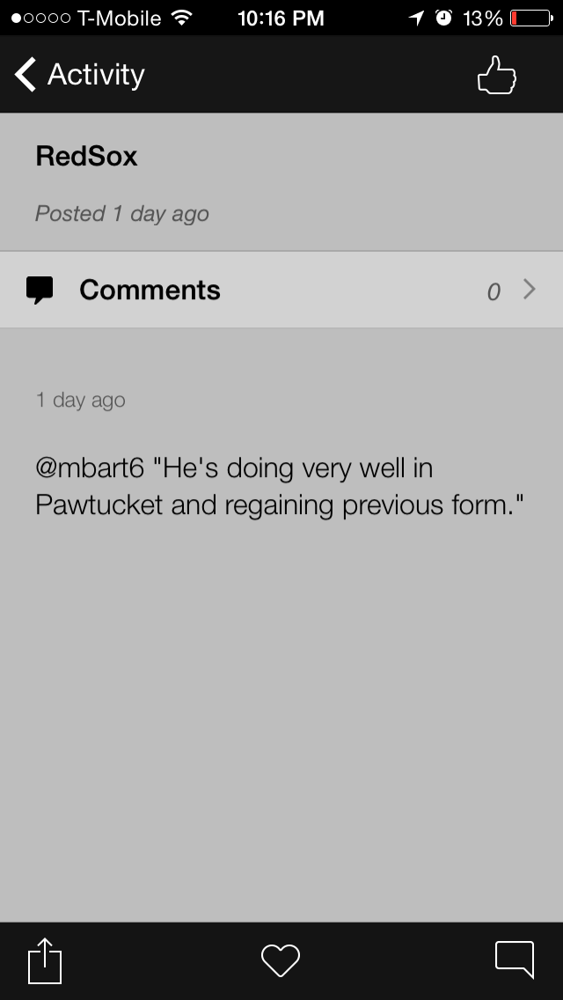 T-Mobile 10:16 PM 13%
Activity
RedSox
Posted 1 day ago
Comments 0
1 day ago
@mbart6 "He's doing very well in
Pawtucket and regaining previous form."